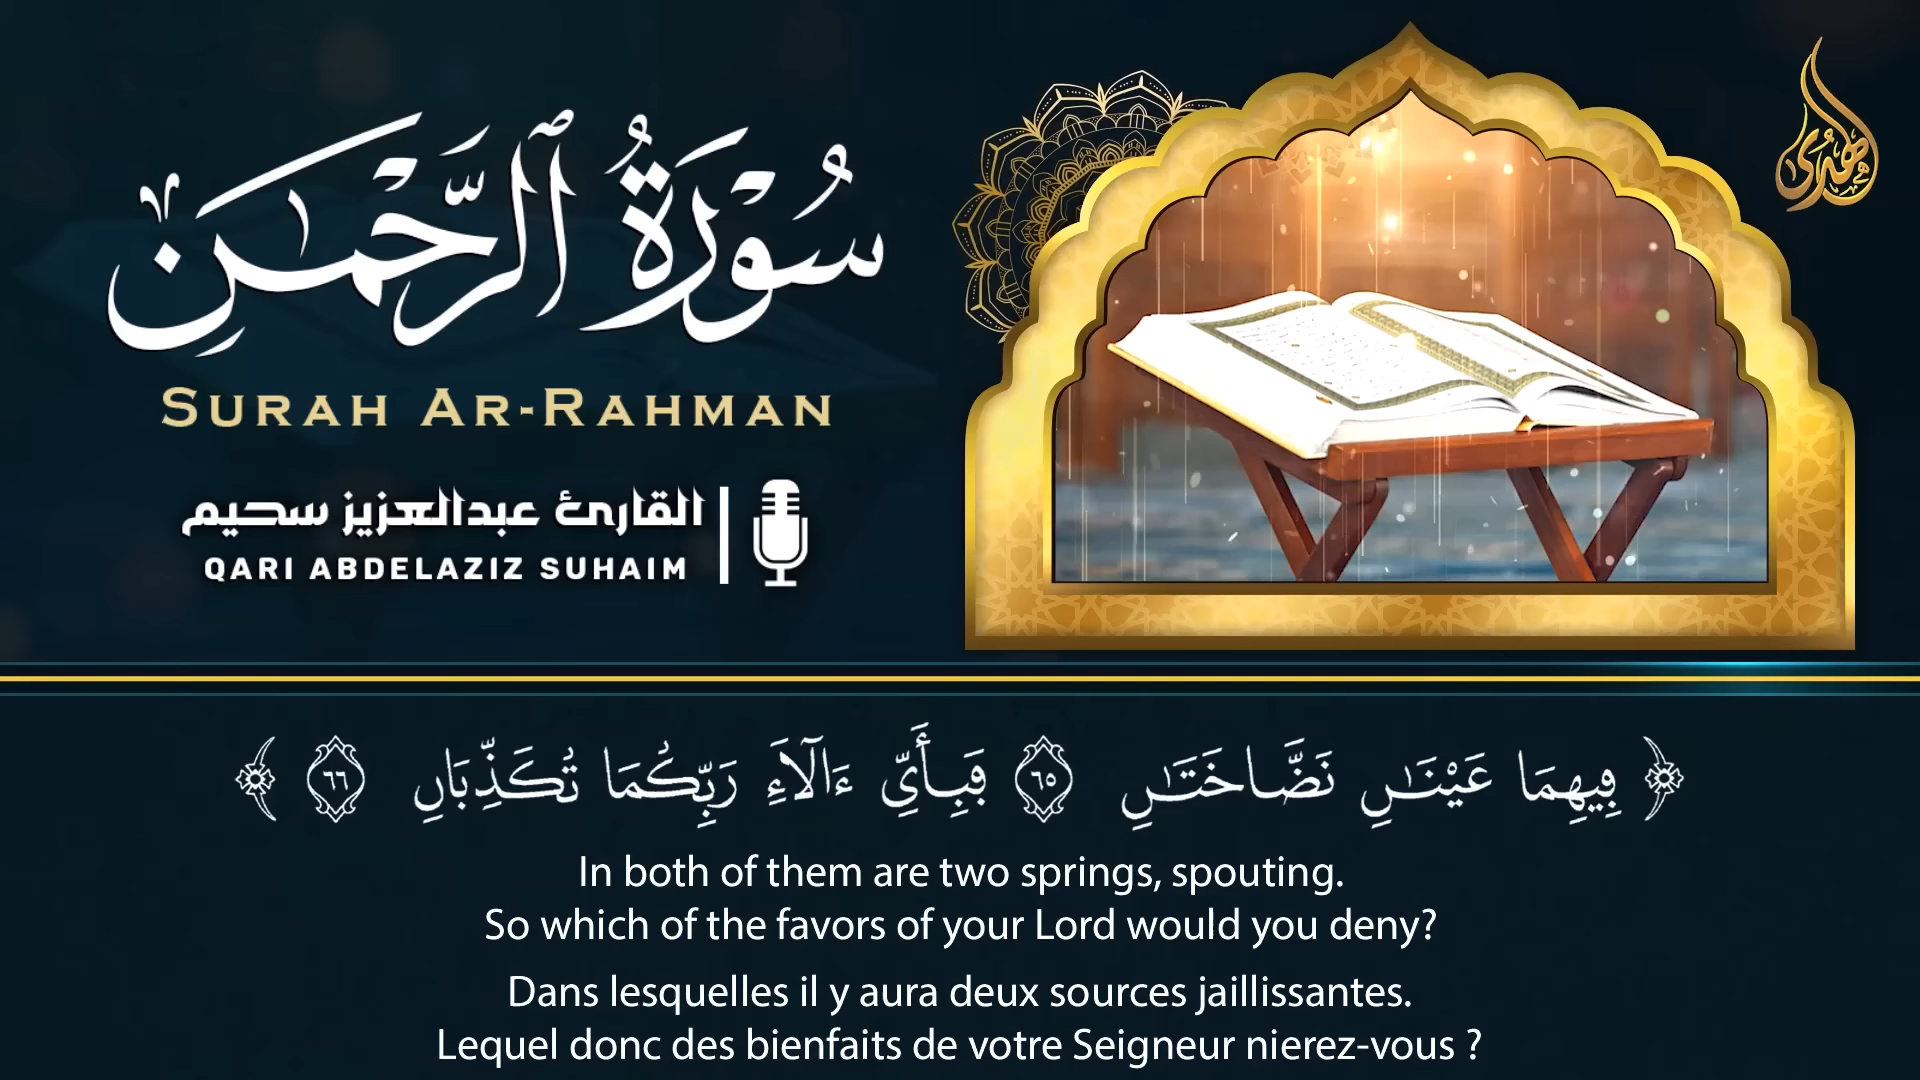 سُورَةُ ٱلرَّحْمَـٰن
SURAH AR-RAHMAN
القارئ عبدالعزيز سحيم
QARI ABDELAZIZ SUHAIM
الهدى
فِيهِمَا عَيْنَانِ نَضَّاخَتَانِ ٦٥ فَبِأَيِّ ءَالَآءِ رَبِّكُمَا تُكَذِّبَانِ ٦٦
In both of them are two springs, spouting.
So which of the favors of your Lord would you deny?
Dans lesquelles il y aura deux sources jaillissantes.
Lequel donc des bienfaits de votre Seigneur nierez-vous ?